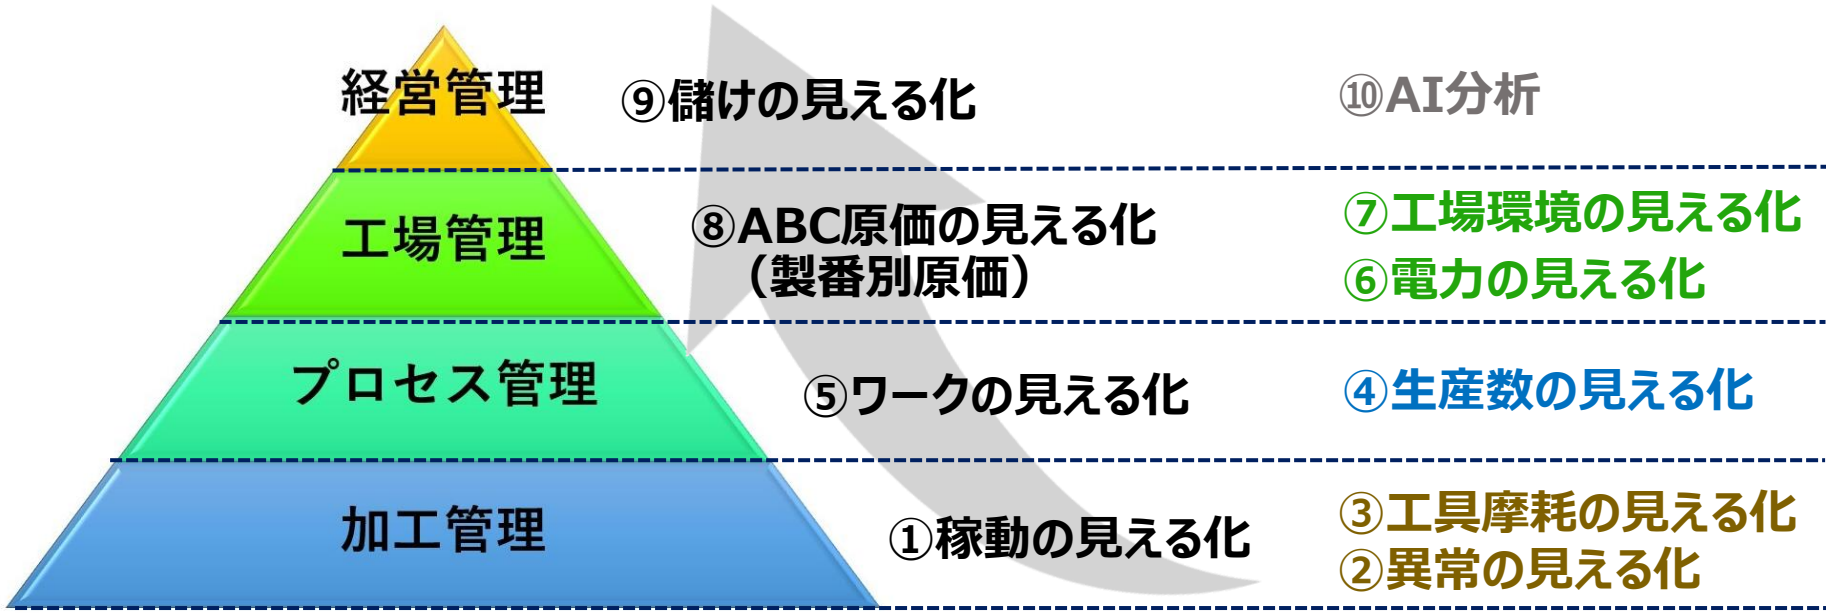 経営管理
⑨儲けの見える化
⑩AI分析
工場管理
⑧ABC原価の見える化
（製番別原価）
⑦工場環境の見える化
⑥電力の見える化
プロセス管理
⑤ワークの見える化
④生産数の見える化
加工管理
①稼動の見える化
③工具摩耗の見える化
②異常の見える化